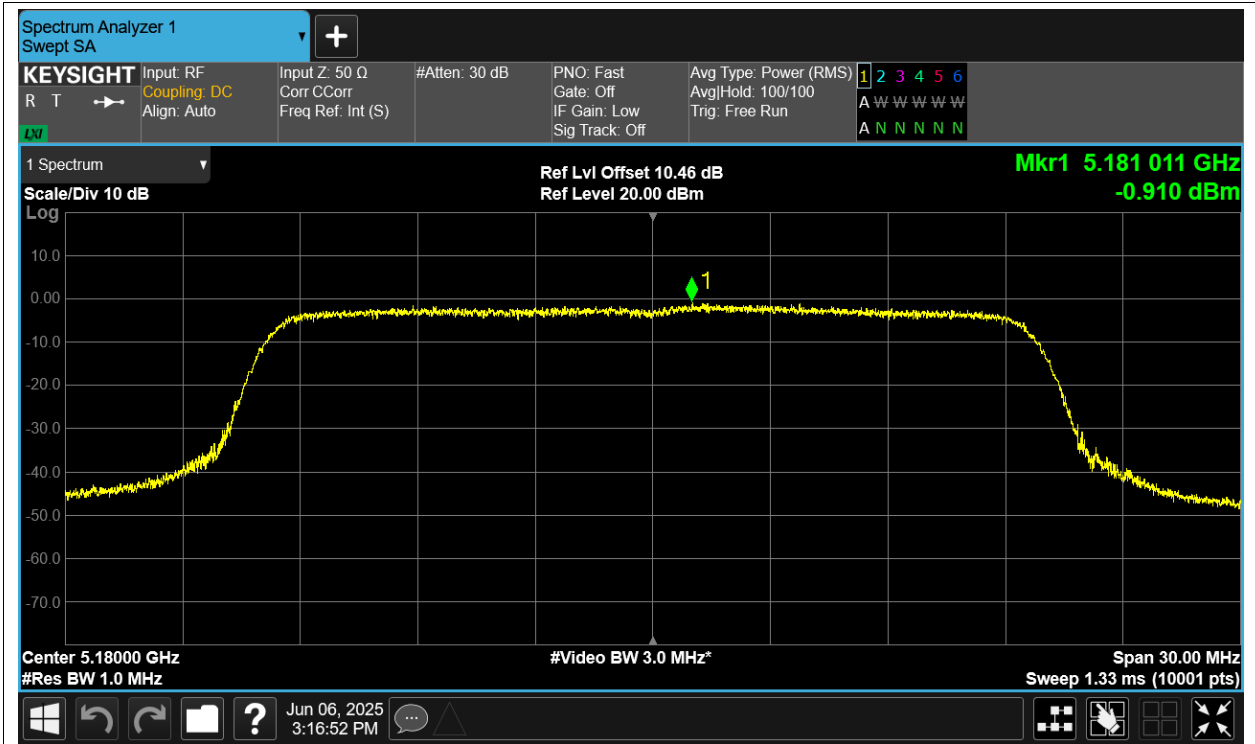 Spectrum Analyzer 1
Swept SA
KEYSIGHT
R T
LXI
Input: RF
Coupling: DC
Align: Auto
Input Z: 50 Ω
Corr CCorr
Freq Ref: Int (S)
#Atten: 30 dB
PNO: Fast
Gate: Off
IF Gain: Low
Sig Track: Off
Avg Type: Power (RMS)
Avg|Hold: 100/100
Trig: Free Run
1 2 3 4 5 6
A W W W W W
A N N N N N
1 Spectrum
Scale/Div 10 dB
Ref Lvl Offset 10.46 dB
Ref Level 20.00 dBm
Mkr1 5.181 011 GHz
-0.910 dBm
Log
10.0
0.00
-10.0
-20.0
-30.0
-40.0
-50.0
-60.0
-70.0
1
Center 5.18000 GHz
#Res BW 1.0 MHz
#Video BW 3.0 MHz*
Span 30.00 MHz
Sweep 1.33 ms (10001 pts)
?
Jun 06, 2025
3:16:52 PM